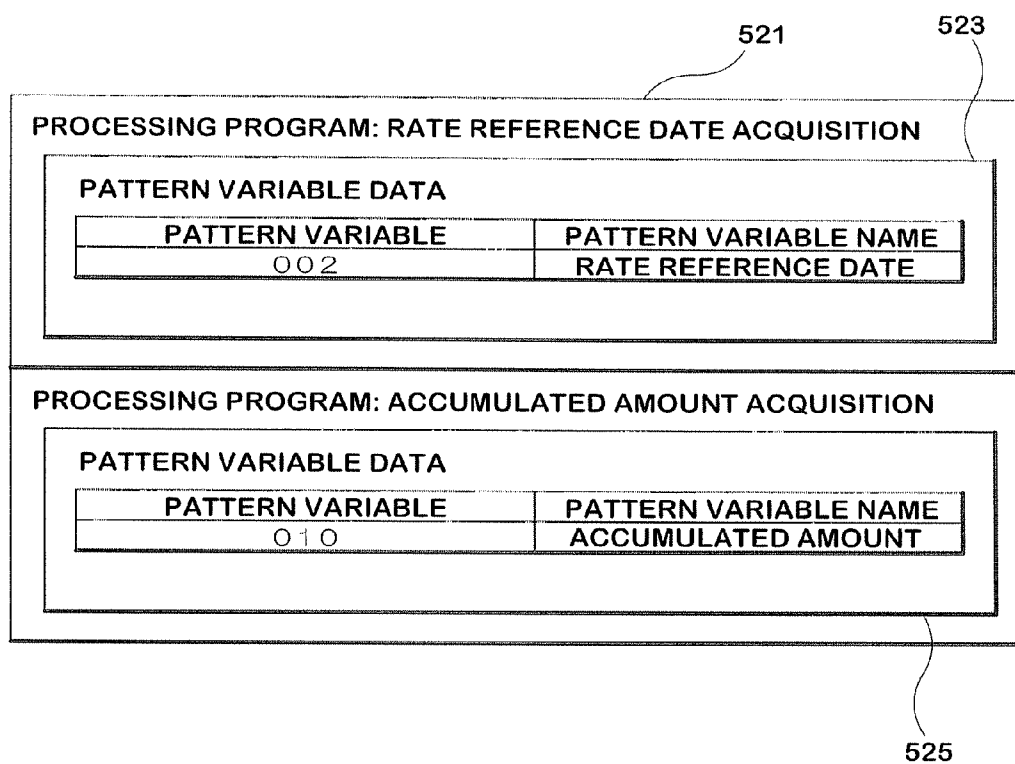 521
523
PROCESSING PROGRAM: RATE REFERENCE DATE ACQUISITION
PATTERN VARIABLE DATA
PATTERN VARIABLE PATTERN VARIABLE NAME
002 RATE REFERENCE DATE
PROCESSING PROGRAM: ACCUMULATED AMOUNT ACQUISITION
PATTERN VARIABLE DATA
PATTERN VARIABLE PATTERN VARIABLE NAME
010 ACCUMULATED AMOUNT
525